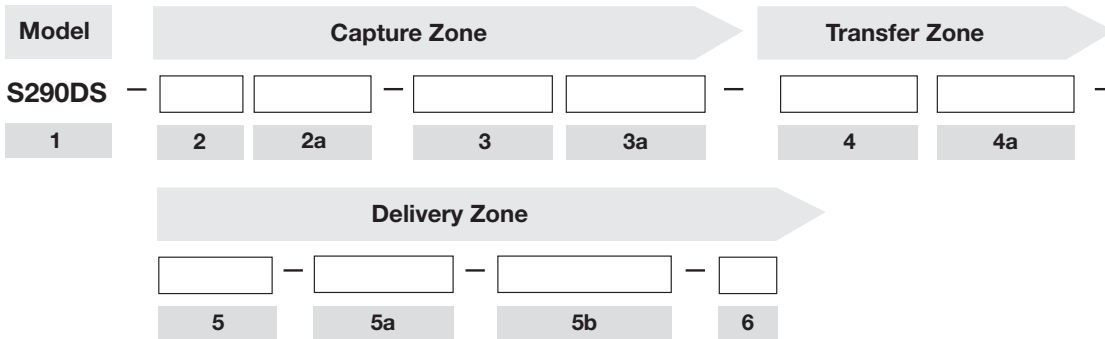 Model Capture Zone Transfer Zone
S290DS – – – –
1 2 2a 3 3a 4 4a
Delivery Zone
– – –
5 5a 5b 6